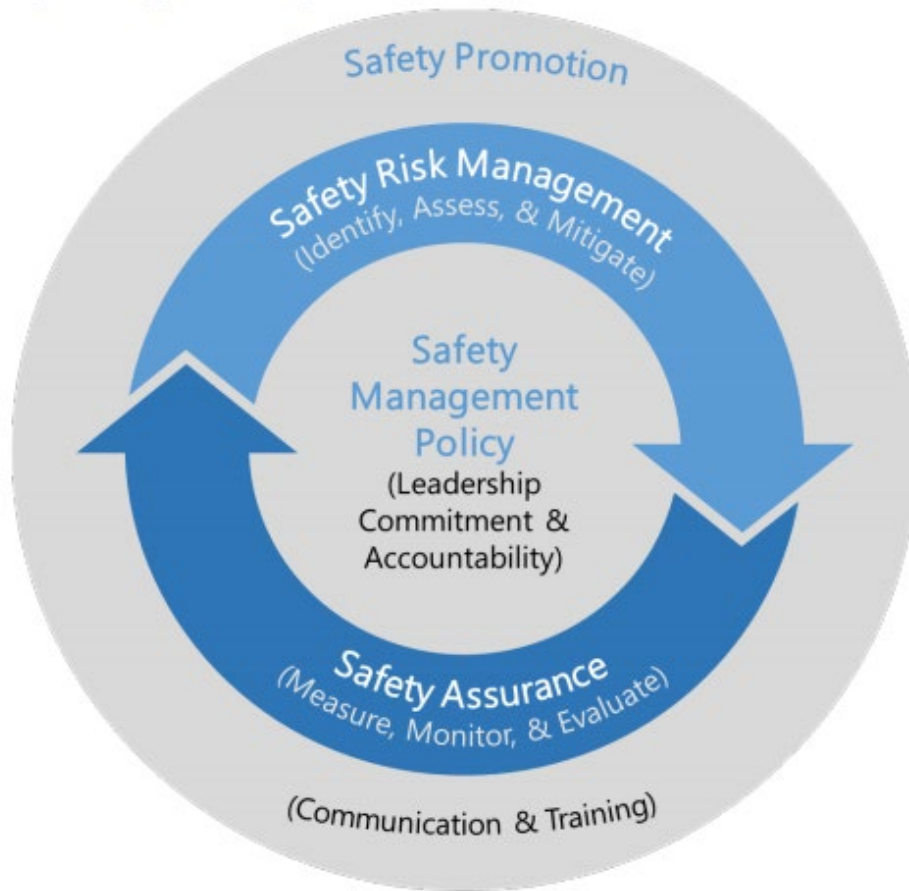 Safety Promotion
Safety Risk Management
(Identify, Assess, & Mitigate)
Safety
Management
Policy
(Leadership
Commitment &
Accountability)
Safety Assurance
(Measure, Monitor, & Evaluate)
(Communication & Training)